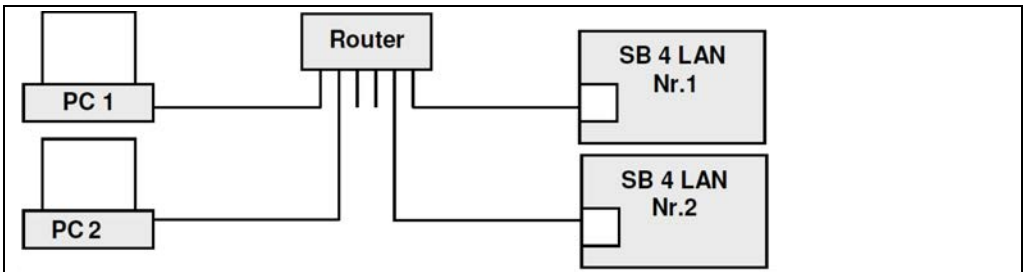 Router
PC 1
PC 2
SB 4 LAN
Nr.1
SB 4 LAN
Nr.2